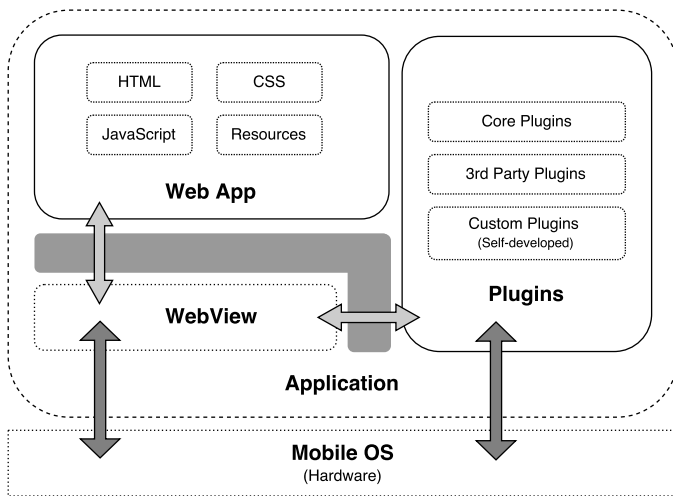 HTML
CSS
JavaScript
Resources
Web App
Core Plugins
3rd Party Plugins
Custom Plugins
(Self-developed)
Plugins
WebView
Application
Mobile OS
(Hardware)